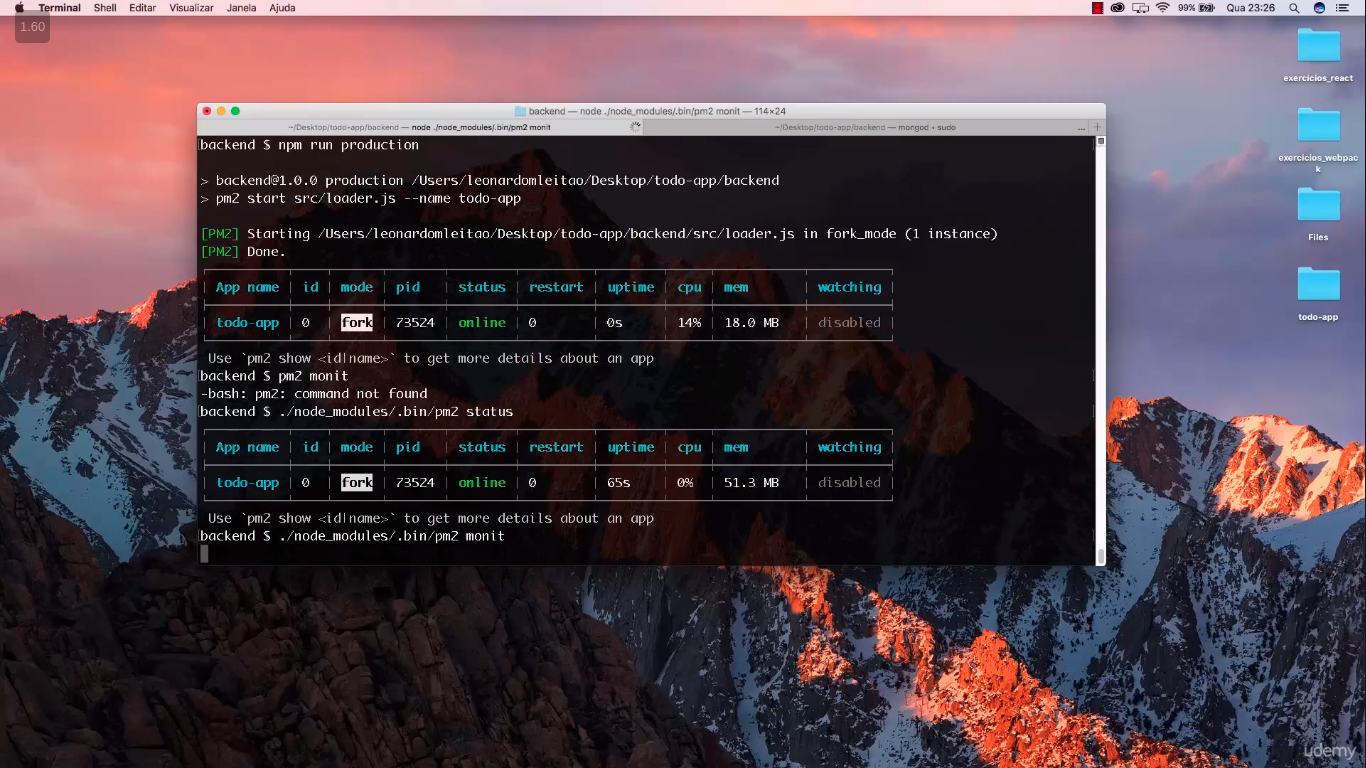 Terminal Shell Editar Visualizar Janela Ajuda 99% Qua 23:26
1.60
exercicios_react
exercicios_webpac
k
Files
todo-app
backend — node ./node_modules/.bin/pm2 monit — 114×24
~/Desktop/todo-app/backend — node ./node_modules/.bin/pm2 monit ~/Desktop/todo-app/backend — mongod ◂ sudo ... +
backend $ npm run production
> backend@1.0.0 production /Users/leonardomleitao/Desktop/todo-app/backend
> pm2 start src/loader.js --name todo-app
[PM2] Starting /Users/leonardomleitao/Desktop/todo-app/backend/src/loader.js in fork_mode (1 instance)
[PM2] Done.
App name id mode pid status restart uptime cpu mem watching
todo-app 0 fork 73524 online 0 0s 14% 18.0 MB disabled
Use `pm2 show <id|name>` to get more details about an app
backend $ pm2 monit
-bash: pm2: command not found
backend $ ./node_modules/.bin/pm2 status
App name id mode pid status restart uptime cpu mem watching
todo-app 0 fork 73524 online 0 65s 0% 51.3 MB disabled
Use `pm2 show <id|name>` to get more details about an app
backend $ ./node_modules/.bin/pm2 monit
udemy